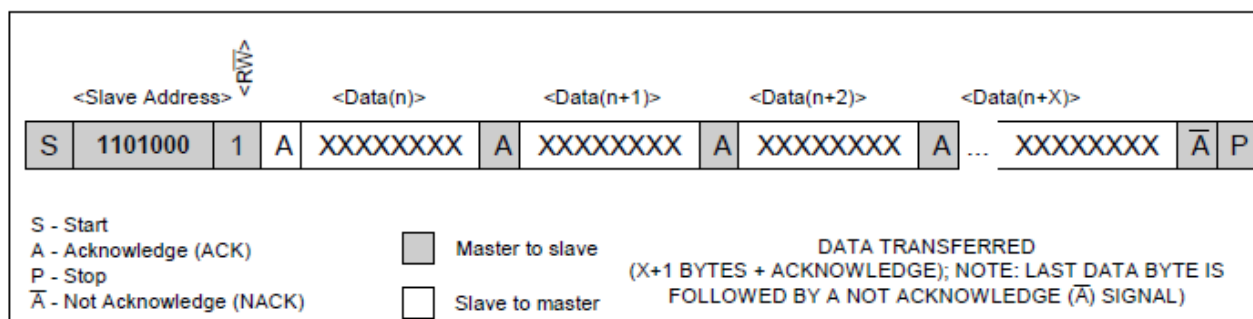 <RW̅>
<Slave Address> <Data(n)> <Data(n+1)> <Data(n+2)> <Data(n+X)>
S 1101000 1 A XXXXXXXX A XXXXXXXX A XXXXXXXX A ... XXXXXXXX A̅ P
S - Start
A - Acknowledge (ACK)
P - Stop
A̅ - Not Acknowledge (NACK)
Master to slave
Slave to master
DATA TRANSFERRED
(X+1 BYTES + ACKNOWLEDGE); NOTE: LAST DATA BYTE IS
FOLLOWED BY A NOT ACKNOWLEDGE (A̅) SIGNAL)